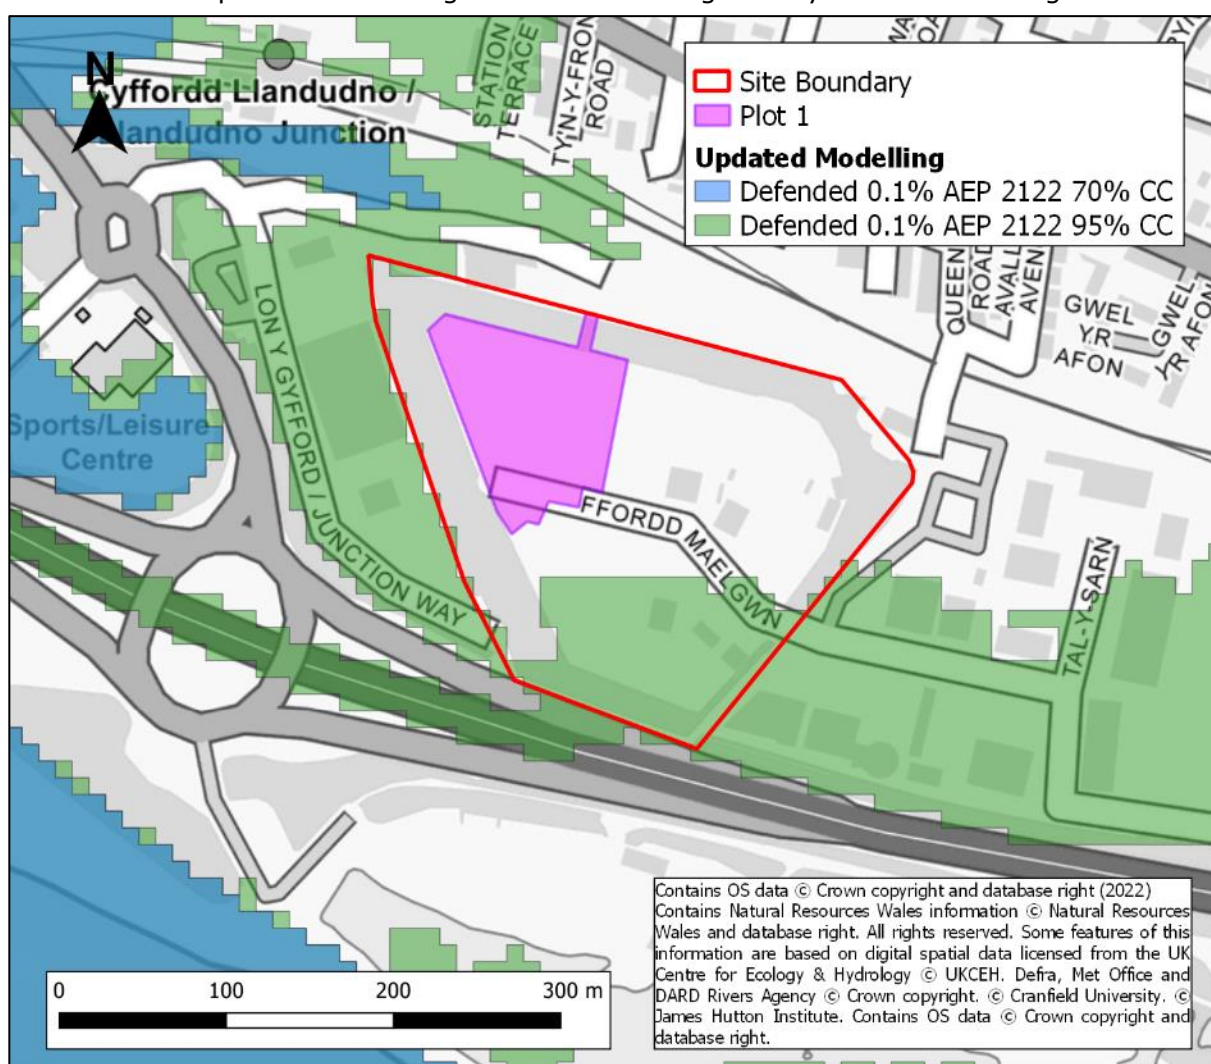 N
Cyffordd Llandudno /
Llandudno Junction
STATION
TERRACE
TY'N-Y-FRON
ROAD
Site Boundary
Plot 1
Updated Modelling
Defended 0.1% AEP 2122 70% CC
Defended 0.1% AEP 2122 95% CC
QUEEN
ROAD
AVALL
AVEN
GWEL
YR
AFON
GWEL
YR AFON
LON Y GYFFORD / JUNCTION WAY
Sports/Leisure
Centre
FFORDD MAELGWN
TAL-Y-SARN
Contains OS data © Crown copyright and database right (2022)
Contains Natural Resources Wales information © Natural Resources
Wales and database right. All rights reserved. Some features of this
information are based on digital spatial data licensed from the UK
Centre for Ecology & Hydrology © UKCEH. Defra, Met Office and
DARD Rivers Agency © Crown copyright. © Cranfield University. ©
James Hutton Institute. Contains OS data © Crown copyright and
database right.
0 100 200 300 m